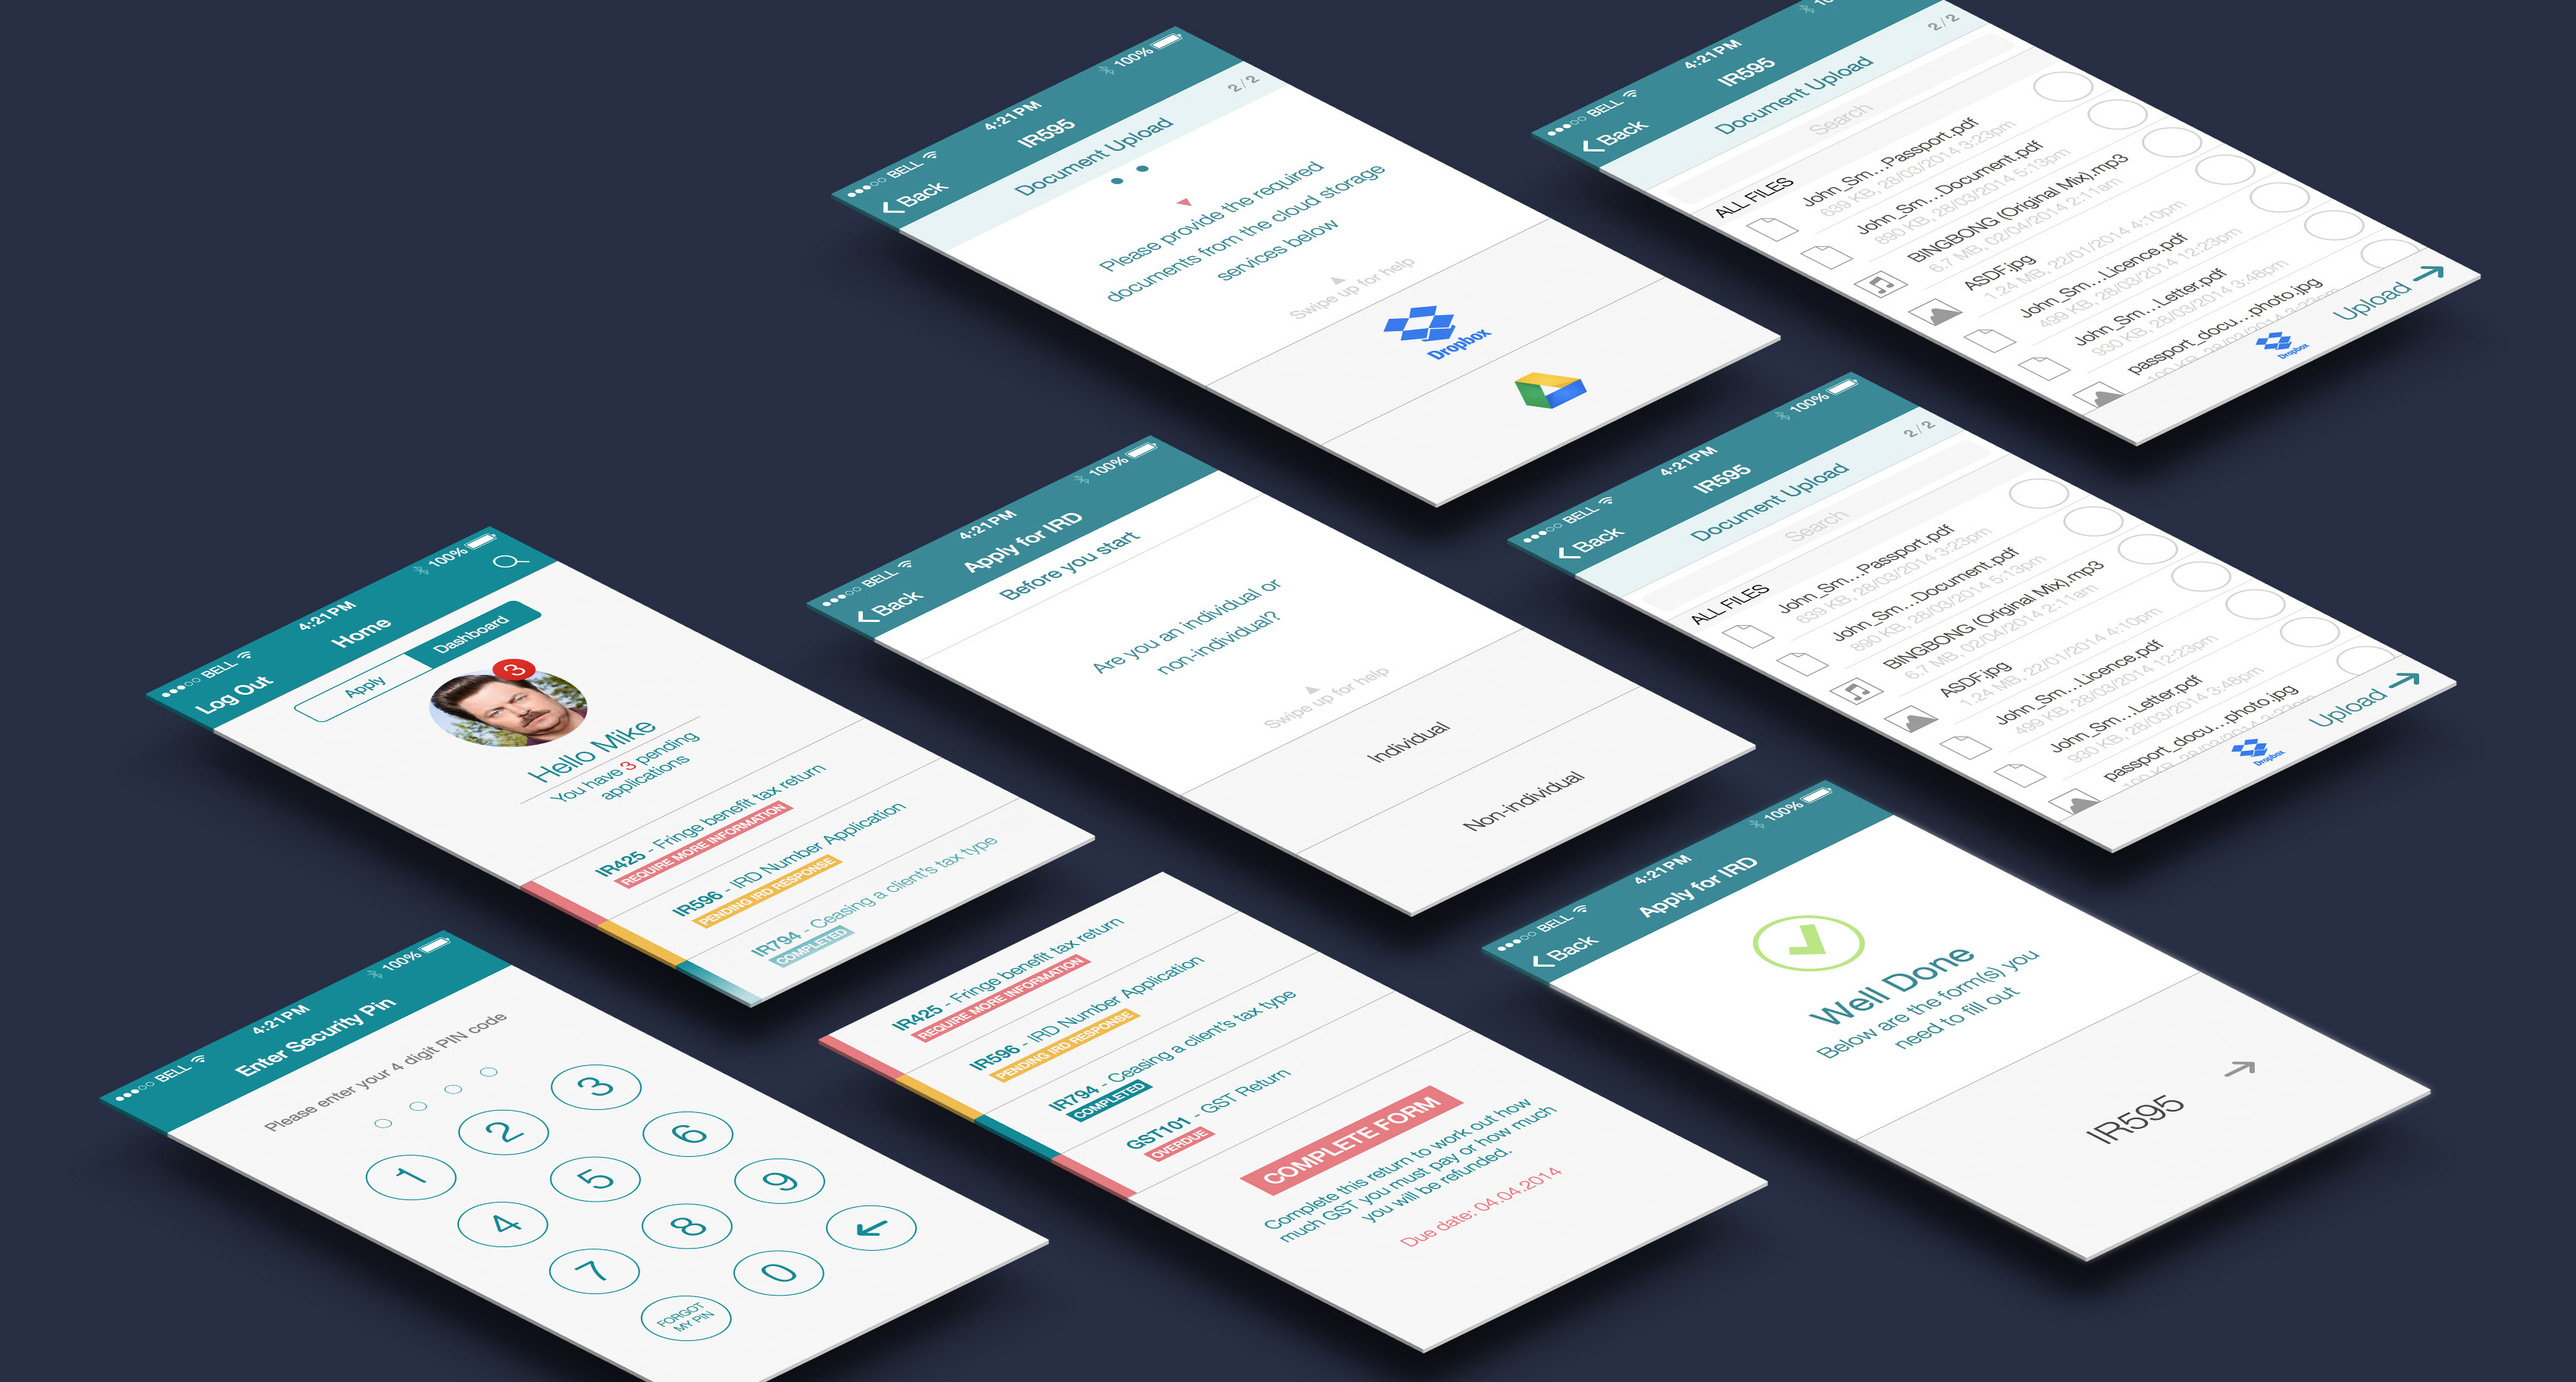 BELL
4:21PM
100%
Back
IR595
Document Upload
2/2
Please provide the required
documents from the cloud storage
services below
Swipe up for help
Dropbox
BELL
4:21PM
Back
IR595
Document Upload
2/2
Search
ALL FILES
John_Sm...Passport.pdf
639 KB, 28/03/2014 3:23pm
John_Sm...Document.pdf
890 KB, 28/03/2014 5:13pm
BINGBONG (Original Mix).mp3
6.7 MB, 02/04/2014 2:11am
ASDF.jpg
1.24 MB, 22/01/2014 4:10pm
John_Sm...Licence.pdf
499 KB, 28/03/2014 12:23pm
John_Sm...Letter.pdf
930 KB, 28/03/2014 3:48pm
passport_docu...photo.jpg
Dropbox
Upload
BELL
4:21PM
100%
Log Out
Home
Apply
Dashboard
3
Hello Mike
You have 3 pending
applications
IR425 - Fringe benefit tax return
REQUIRE MORE INFORMATION
IR596 - IRD Number Application
PENDING IRD RESPONSE
IR794 - Ceasing a client's tax type
COMPLETED
BELL
4:21PM
100%
Back
Apply for IRD
Before you start
Are you an individual or
non-individual?
Swipe up for help
Individual
Non-individual
BELL
4:21PM
100%
Back
IR595
Document Upload
2/2
Search
ALL FILES
John_Sm...Passport.pdf
639 KB, 28/03/2014 3:23pm
John_Sm...Document.pdf
890 KB, 28/03/2014 5:13pm
BINGBONG (Original Mix).mp3
6.7 MB, 02/04/2014 2:11am
ASDF.jpg
1.24 MB, 22/01/2014 4:10pm
John_Sm...Licence.pdf
499 KB, 28/03/2014 12:23pm
John_Sm...Letter.pdf
930 KB, 28/03/2014 3:48pm
passport_docu...photo.jpg
Dropbox
Upload
BELL
4:21PM
100%
Enter Security Pin
Please enter your 4 digit PIN code
1 2 3
4 5 6
7 8 9
FORGOT
MY PIN
0
IR425 - Fringe benefit tax return
REQUIRE MORE INFORMATION
IR596 - IRD Number Application
PENDING IRD RESPONSE
IR794 - Ceasing a client's tax type
COMPLETED
GST101 - GST Return
OVERDUE
COMPLETE FORM
Complete this return to work out how
much GST you must pay or how much
you will be refunded.
Due date: 04.04.2014
BELL
4:21PM
100%
Back
Apply for IRD
Well Done
Below are the form(s) you
need to fill out
IR595